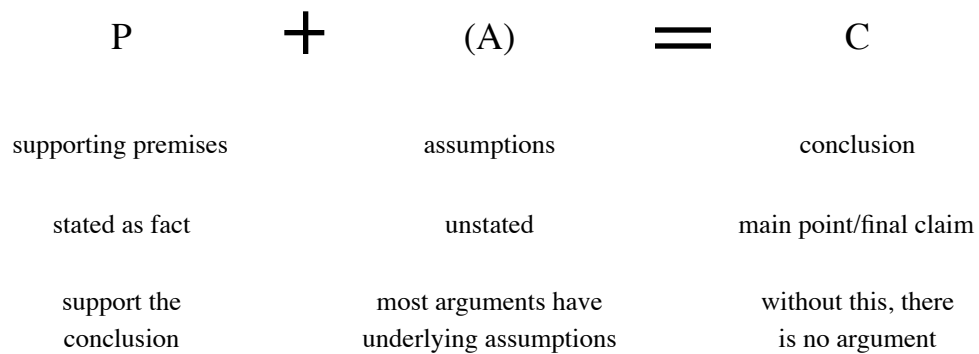 P + (A) = C
supporting premises assumptions conclusion
stated as fact unstated main point/final claim
support the most arguments have without this, there
conclusion underlying assumptions is no argument